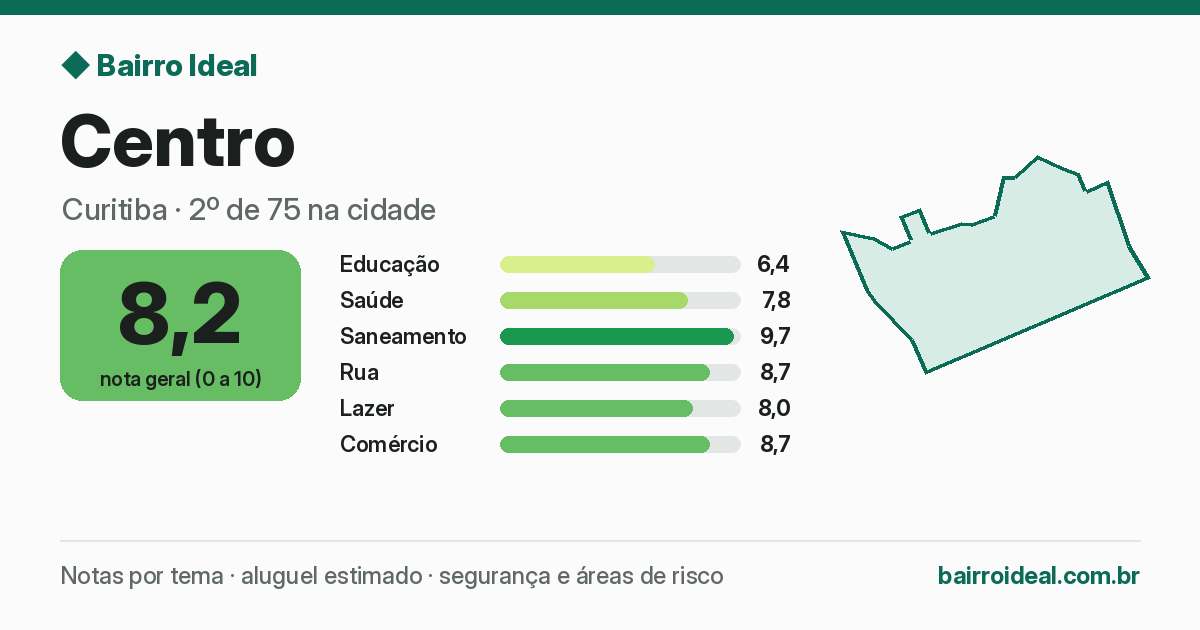 Bairro Ideal
Centro
Curitiba · 2º de 75 na cidade
8,2
nota geral (0 a 10)
Educação 6,4
Saúde 7,8
Saneamento 9,7
Rua 8,7
Lazer 8,0
Comércio 8,7
Notas por tema · aluguel estimado · segurança e áreas de risco
bairroideal.com.br